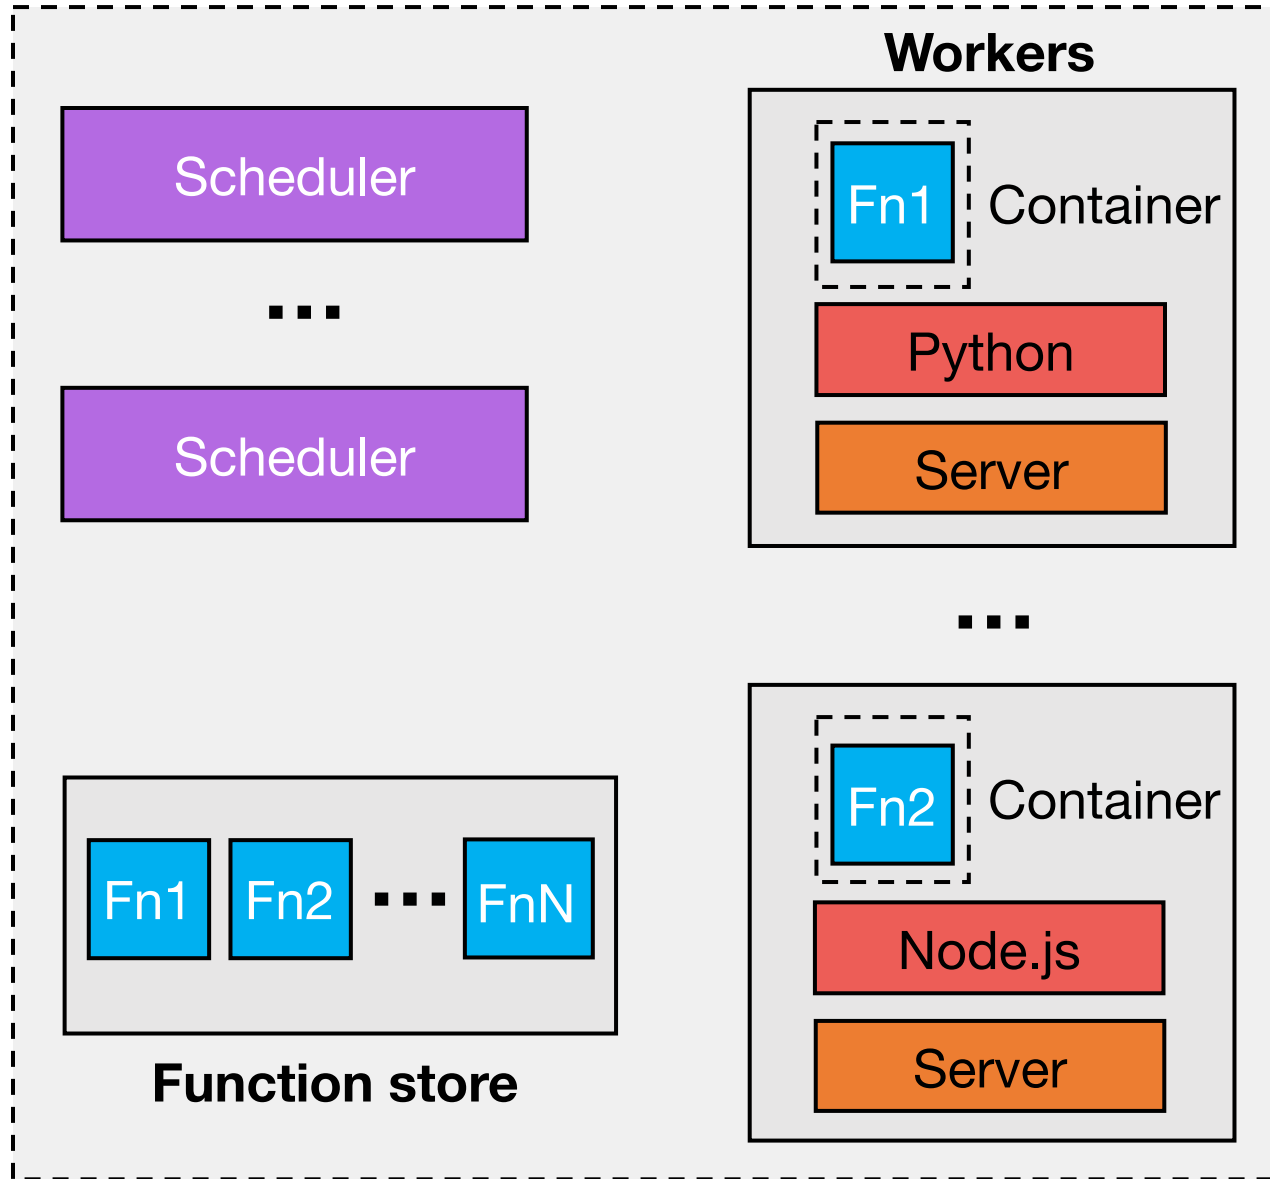 Workers
Scheduler
...
Scheduler
Fn1 Container
Python
Server
...
Fn2 Container
Node.js
Server
Fn1 Fn2 ... FnN
Function store